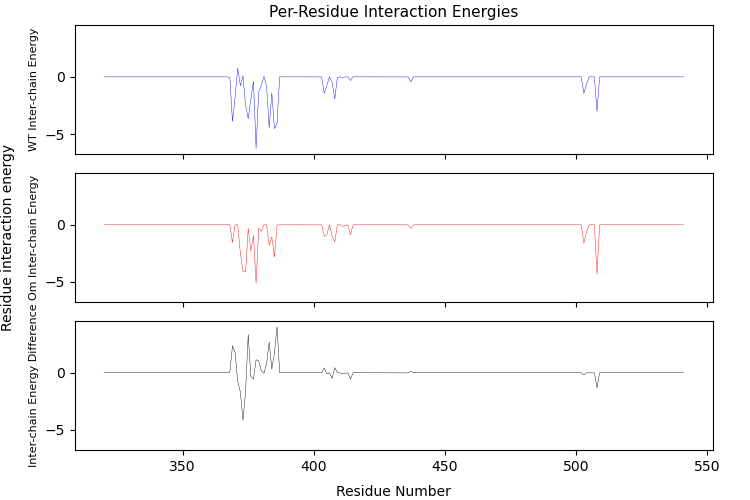 Per-Residue Interaction Energies
Residue interaction energy
WT Inter-chain Energy
0
−5
Om Inter-chain Energy
0
−5
Inter-chain Energy Difference
0
−5
350
400
450
500
550
Residue Number